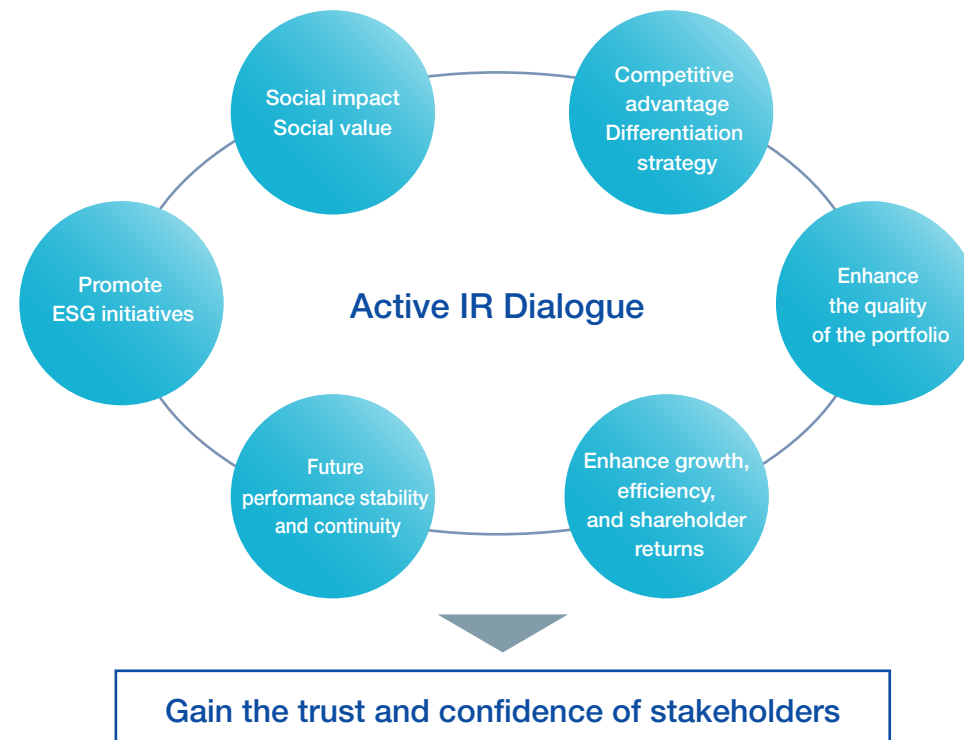 Social impact
Social value
Competitive
advantage
Differentiation
strategy
Promote
ESG initiatives
Active IR Dialogue
Enhance
the quality
of the portfolio
Future
performance stability
and continuity
Enhance growth,
efficiency,
and shareholder
returns
Gain the trust and confidence of stakeholders